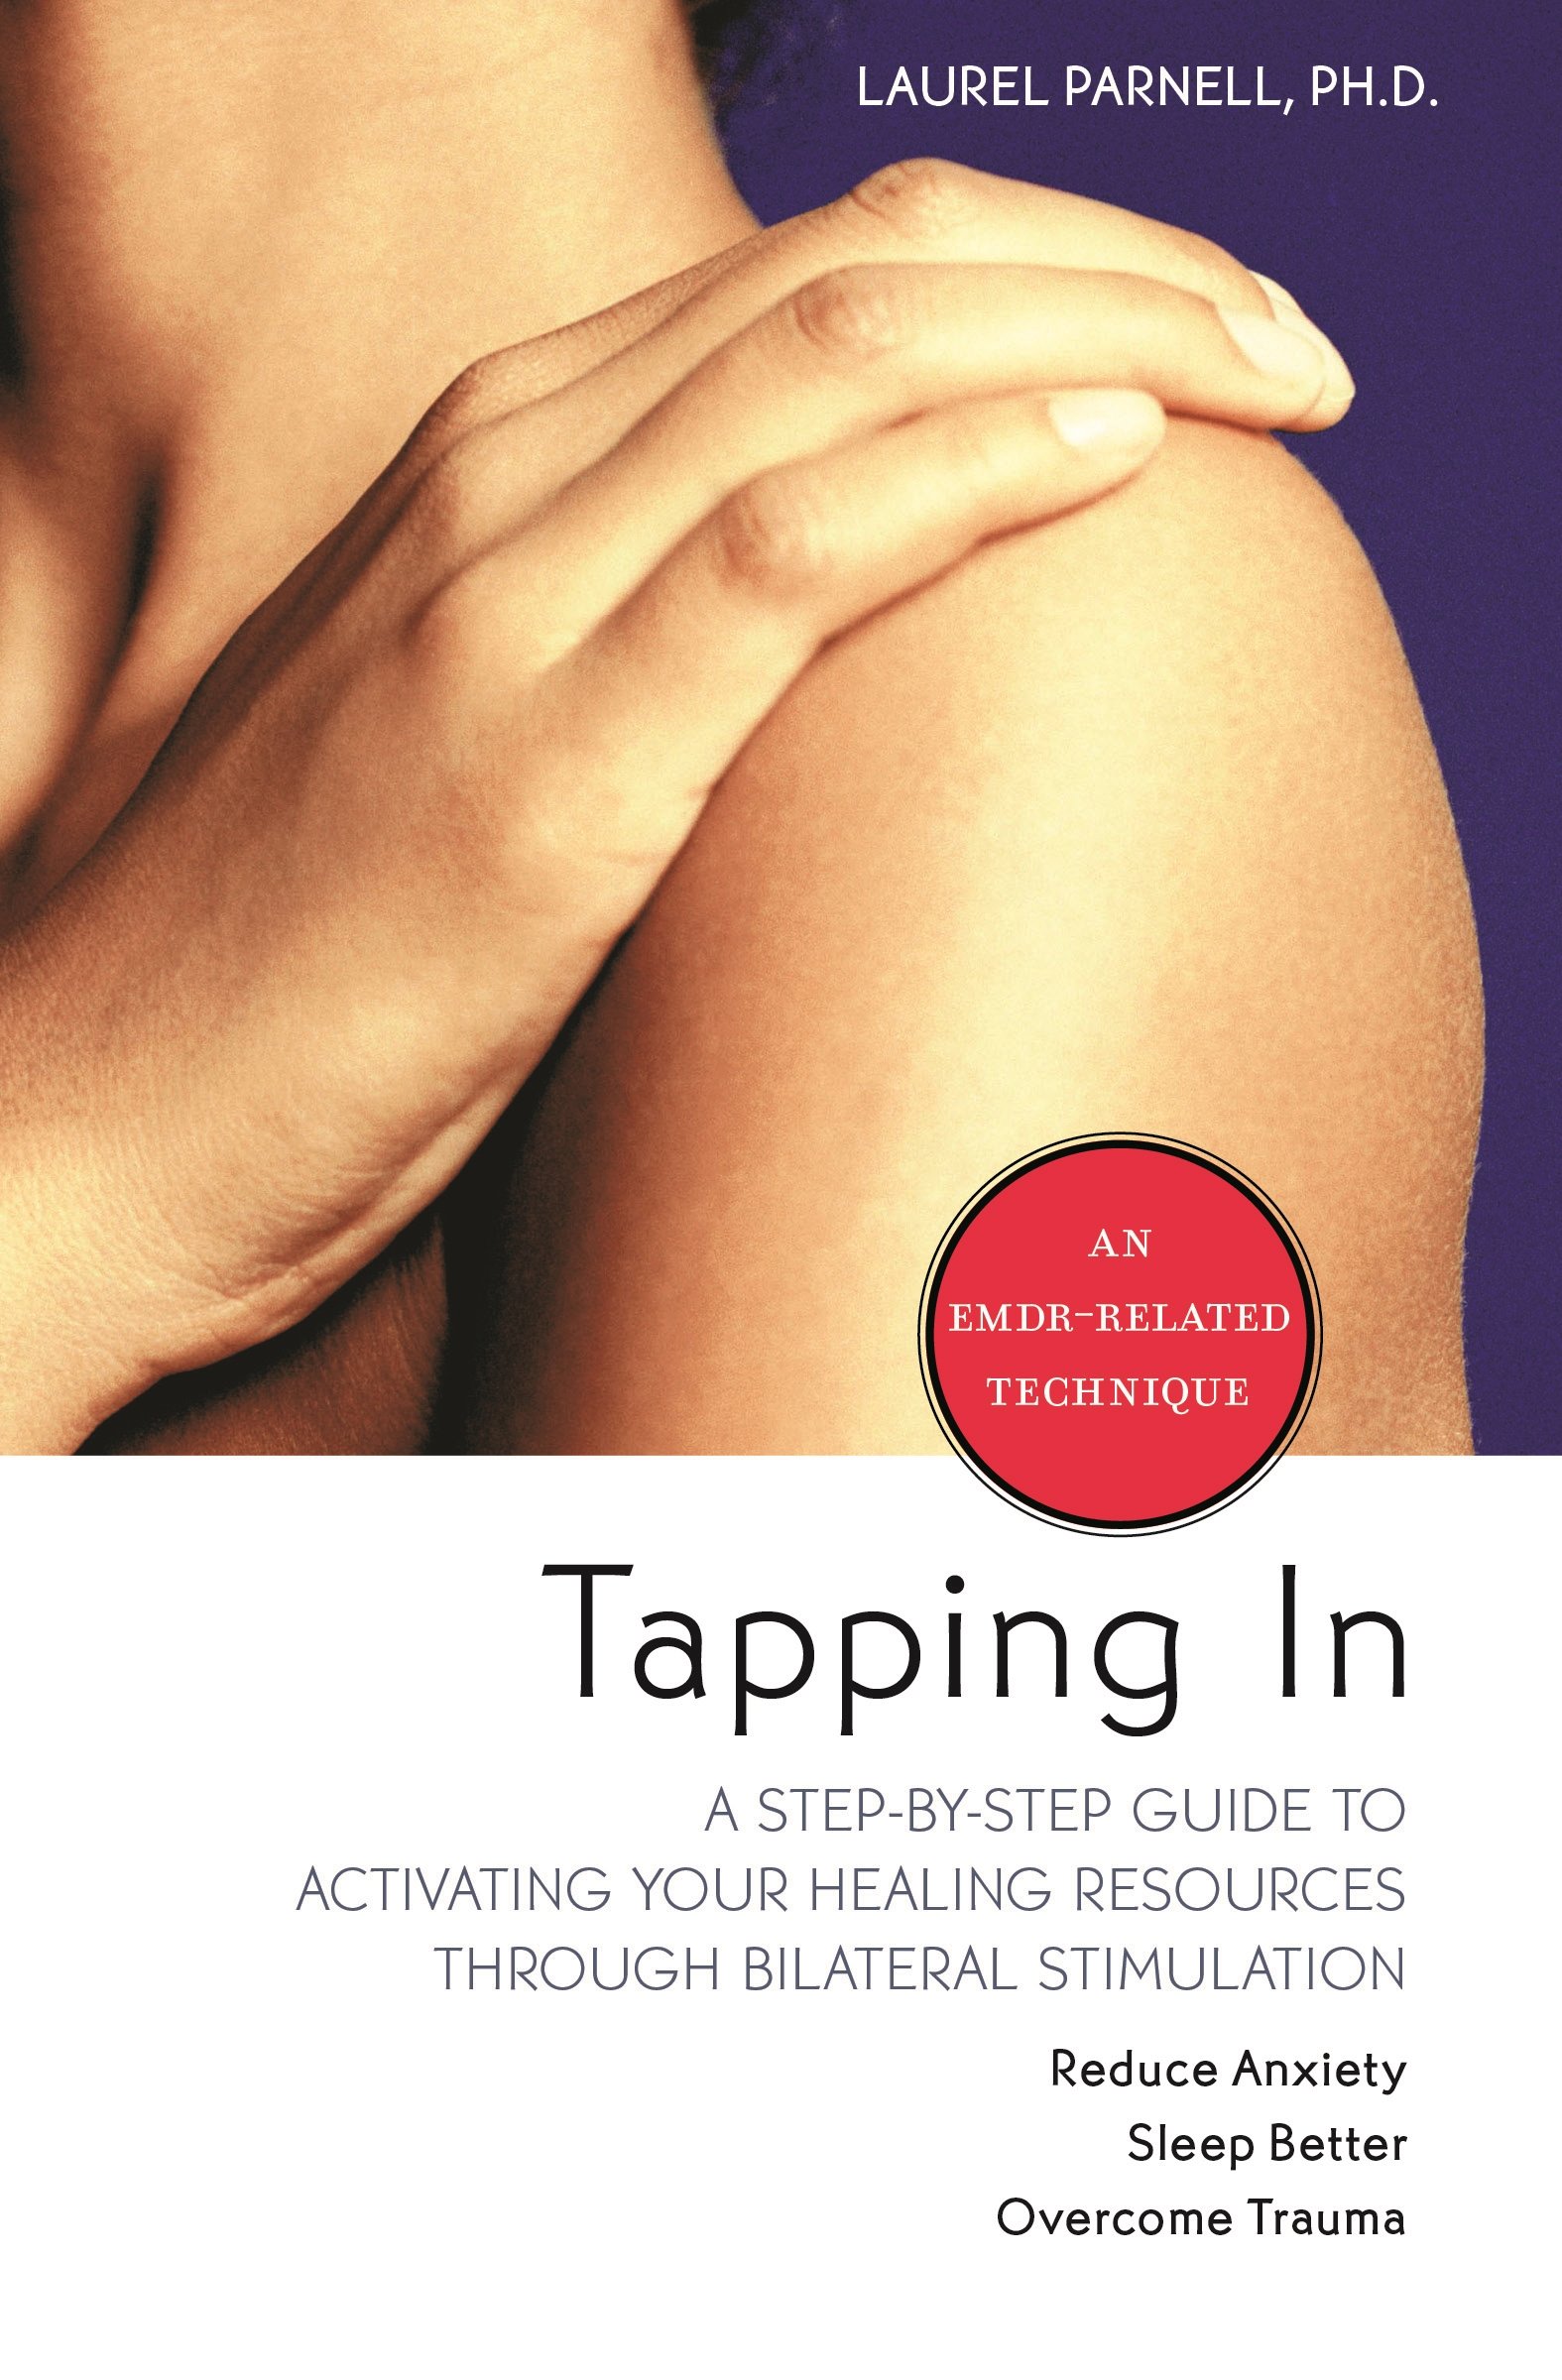 LAUREL PARNELL, PH.D.
AN
EMDR-RELATED
TECHNIQUE
Tapping In
A STEP-BY-STEP GUIDE TO
ACTIVATING YOUR HEALING RESOURCES
THROUGH BILATERAL STIMULATION
Reduce Anxiety
Sleep Better
Overcome Trauma